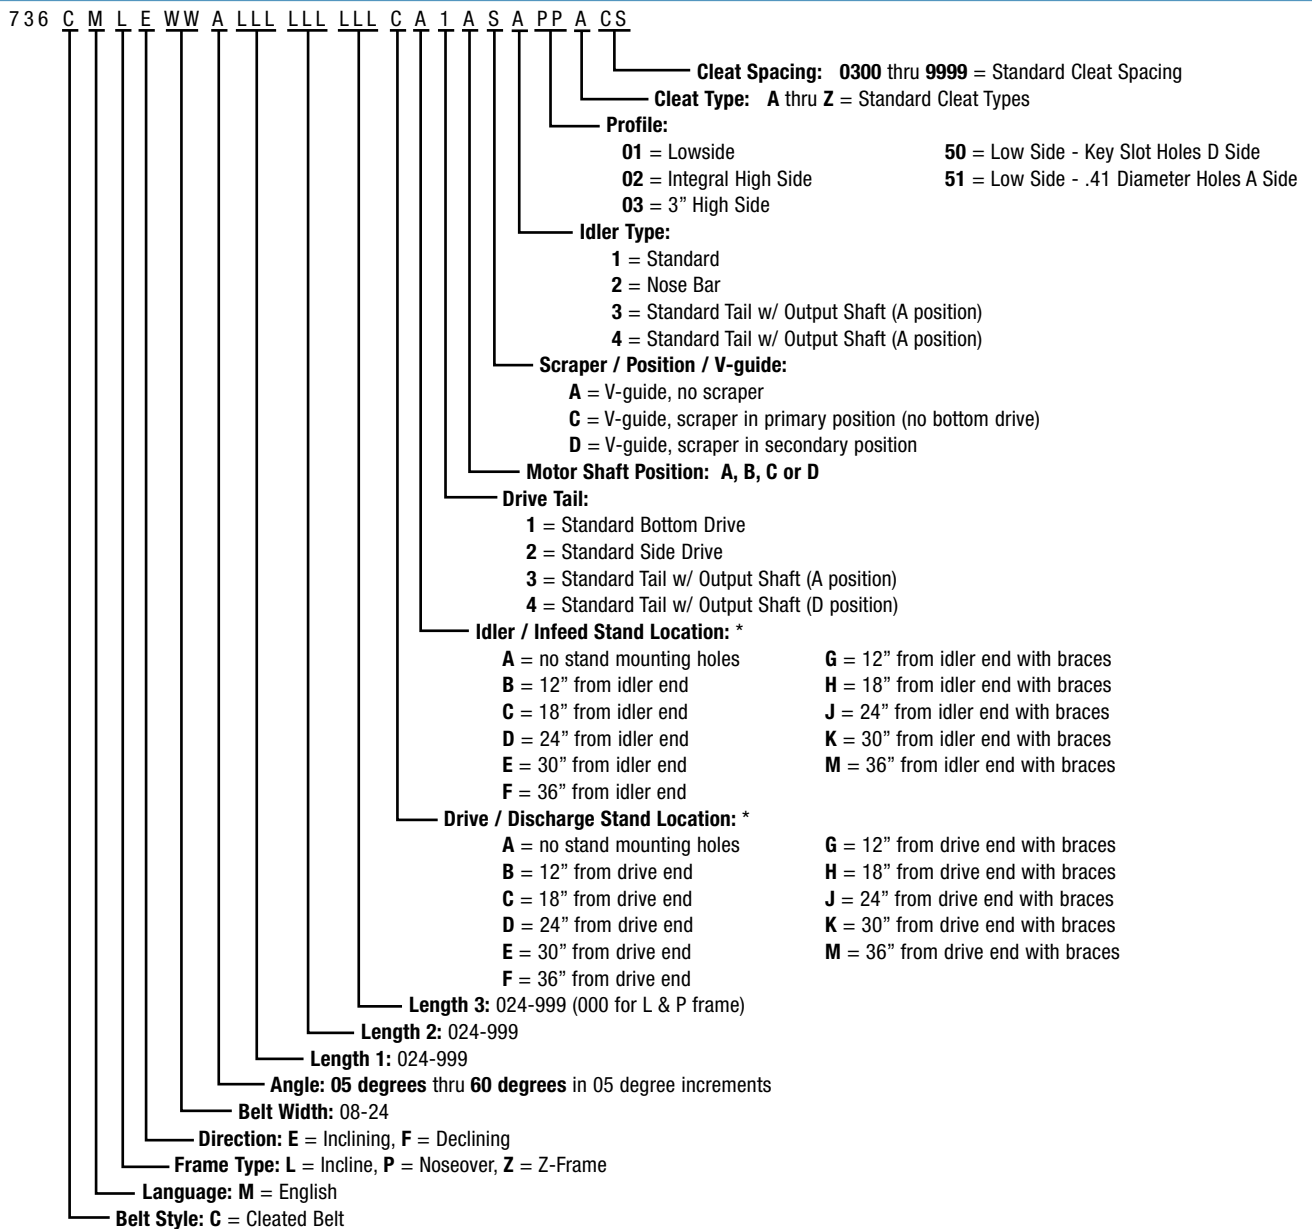 736 C M L E WW A LLL LLL LLL C A 1 A S A PP A CS
Cleat Spacing: 0300 thru 9999 = Standard Cleat Spacing
Cleat Type: A thru Z = Standard Cleat Types
Profile:
01 = Lowside
50 = Low Side - Key Slot Holes D Side
02 = Integral High Side
51 = Low Side - .41 Diameter Holes A Side
03 = 3” High Side
Idler Type:
1 = Standard
2 = Nose Bar
3 = Standard Tail w/ Output Shaft (A position)
4 = Standard Tail w/ Output Shaft (A position)
Scraper / Position / V-guide:
A = V-guide, no scraper
C = V-guide, scraper in primary position (no bottom drive)
D = V-guide, scraper in secondary position
Motor Shaft Position: A, B, C or D
Drive Tail:
1 = Standard Bottom Drive
2 = Standard Side Drive
3 = Standard Tail w/ Output Shaft (A position)
4 = Standard Tail w/ Output Shaft (D position)
Idler / Infeed Stand Location: *
A = no stand mounting holes
G = 12” from idler end with braces
B = 12” from idler end
H = 18” from idler end with braces
C = 18” from idler end
J = 24” from idler end with braces
D = 24” from idler end
K = 30” from idler end with braces
E = 30” from idler end
M = 36” from idler end with braces
F = 36” from idler end
Drive / Discharge Stand Location: *
A = no stand mounting holes
G = 12” from drive end with braces
B = 12” from drive end
H = 18” from drive end with braces
C = 18” from drive end
J = 24” from drive end with braces
D = 24” from drive end
K = 30” from drive end with braces
E = 30” from drive end
M = 36” from drive end with braces
F = 36” from drive end
Length 3: 024-999 (000 for L & P frame)
Length 2: 024-999
Length 1: 024-999
Angle: 05 degrees thru 60 degrees in 05 degree increments
Belt Width: 08-24
Direction: E = Inclining, F = Declining
Frame Type: L = Incline, P = Noseover, Z = Z-Frame
Language: M = English
Belt Style: C = Cleated Belt